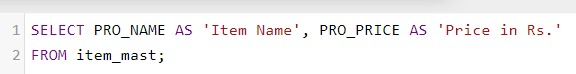 1 SELECT PRO_NAME AS 'Item Name', PRO_PRICE AS 'Price in Rs.'
2 FROM item_mast;